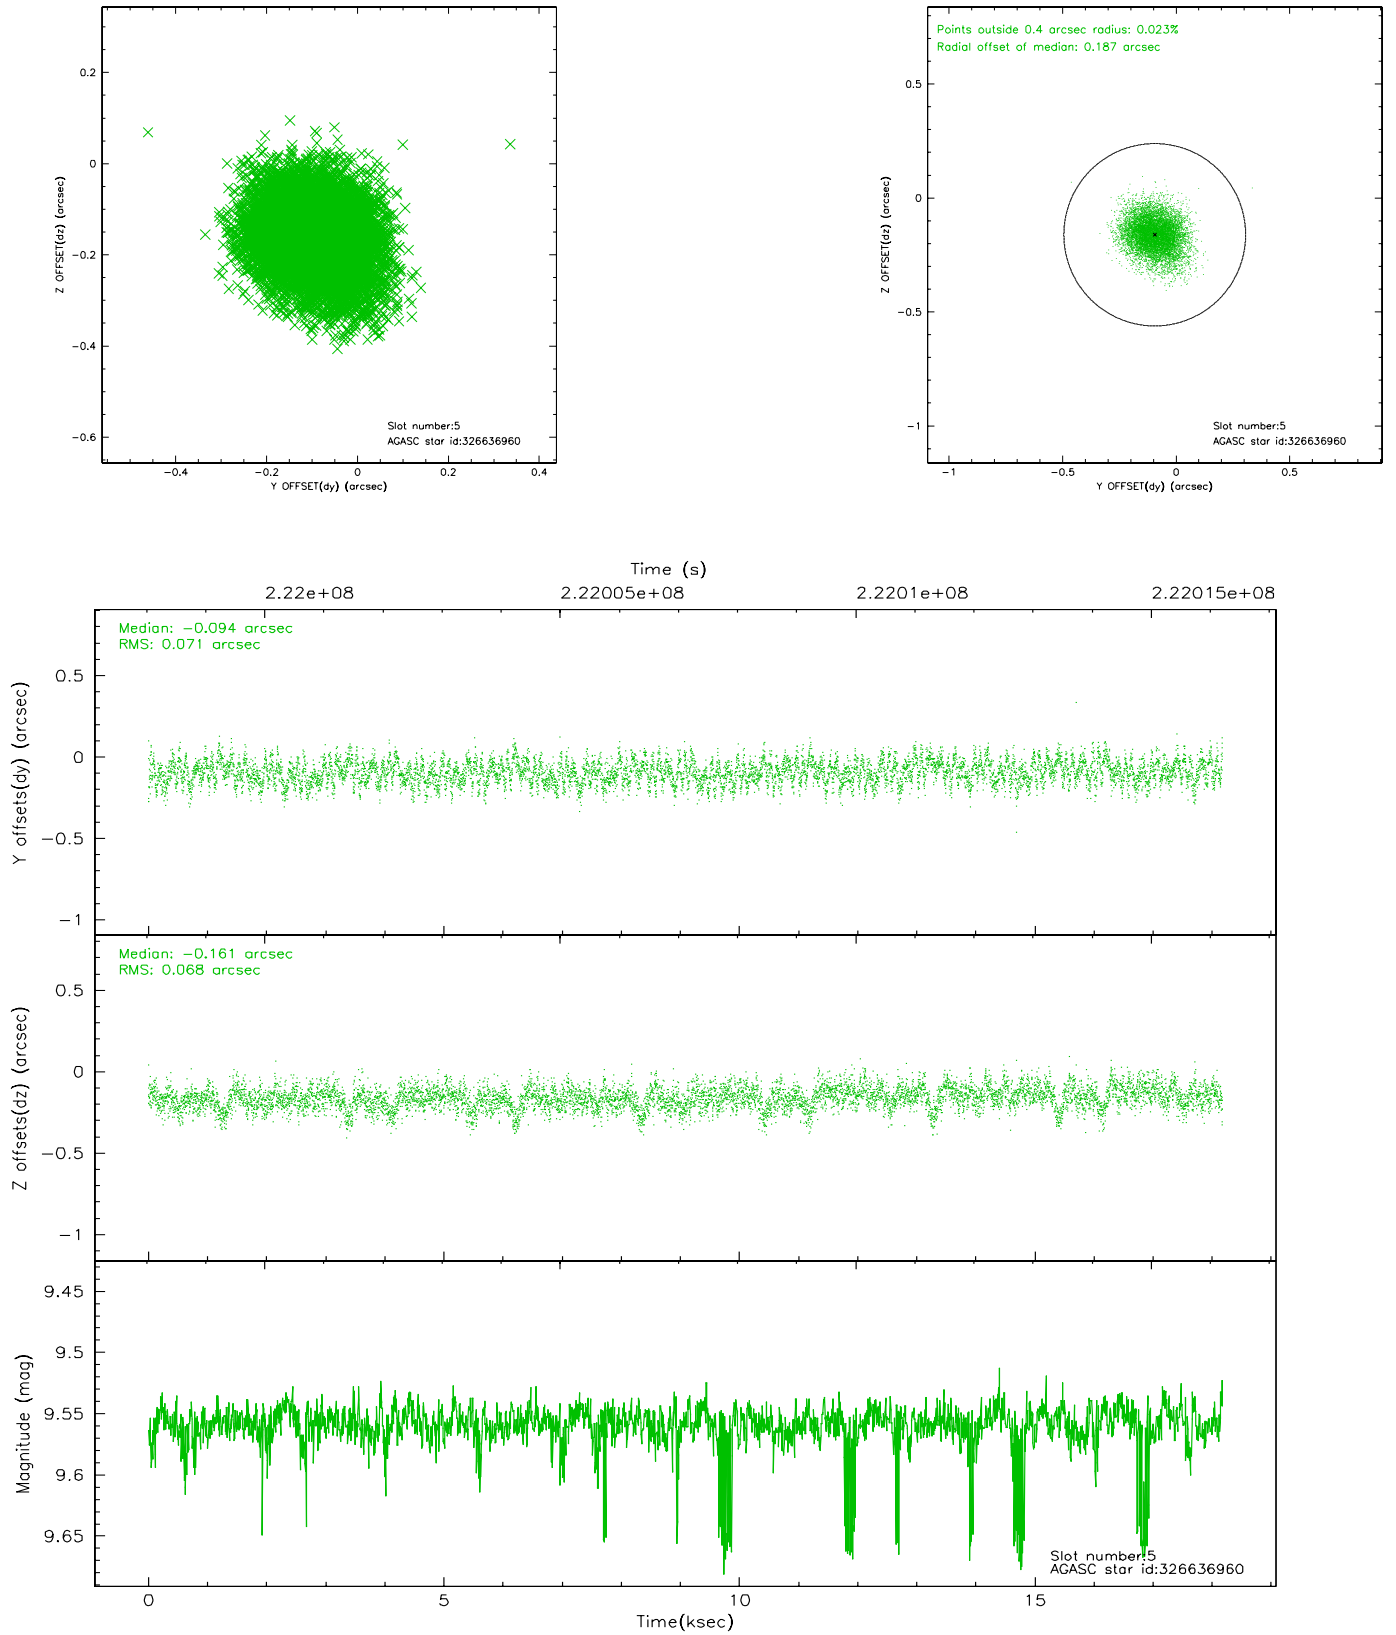 0.2
0
−0.2
−0.4
−0.6
Z OFFSET(dz) (arcsec)
−0.4 −0.2 0 0.2 0.4
Y OFFSET(dy) (arcsec)
Slot number:5
AGASC star id:326636960
Points outside 0.4 arcsec radius: 0.023%
Radial offset of median: 0.187 arcsec
0.5
0
−0.5
−1
Z OFFSET(dz) (arcsec)
−1 −0.5 0 0.5
Y OFFSET(dy) (arcsec)
Slot number:5
AGASC star id:326636960
Time (s)
2.22e+08 2.22005e+08 2.2201e+08 2.22015e+08
Median: −0.094 arcsec
RMS: 0.071 arcsec
0.5
0
−0.5
−1
Y offsets(dy) (arcsec)
Median: −0.161 arcsec
RMS: 0.068 arcsec
0.5
0
−0.5
−1
Z offsets(dz) (arcsec)
9.45
9.5
9.55
9.6
9.65
Magnitude (mag)
Slot number:5
AGASC star id:326636960
0 5 10 15
Time(ksec)